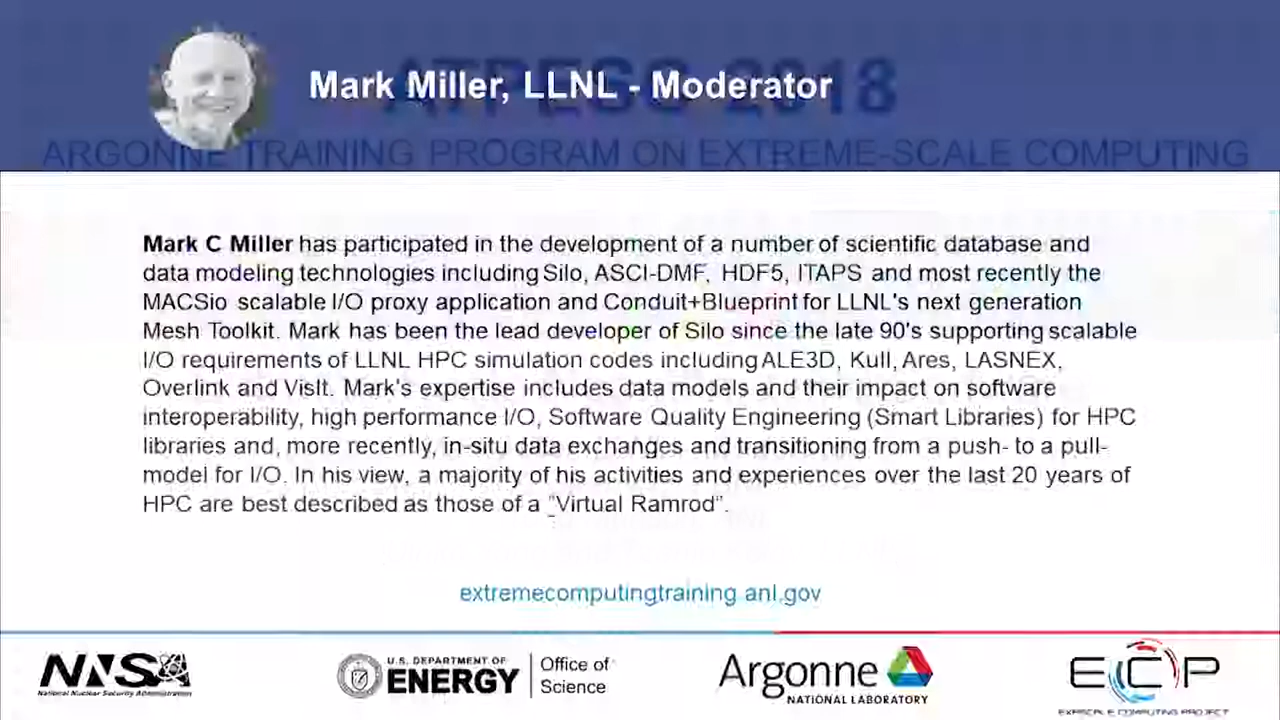 Mark Miller, LLNL - Moderator
ATPESC 2018
ARGONNE TRAINING PROGRAM ON EXTREME-SCALE COMPUTING
Mark C Miller has participated in the development of a number of scientific database and
data modeling technologies including Silo, ASCI-DMF, HDF5, ITAPS and most recently the
MACSio scalable I/O proxy application and Conduit+Blueprint for LLNL's next generation
Mesh Toolkit. Mark has been the lead developer of Silo since the late 90's supporting scalable
I/O requirements of LLNL HPC simulation codes including ALE3D, Kull, Ares, LASNEX,
Overlink and VisIt. Mark's expertise includes data models and their impact on software
interoperability, high performance I/O, Software Quality Engineering (Smart Libraries) for HPC
libraries and, more recently, in-situ data exchanges and transitioning from a push- to a pull-
model for I/O. In his view, a majority of his activities and experiences over the last 20 years of
HPC are best described as those of a "Virtual Ramrod".
extremecomputingtraining.anl.gov
NNSA
National Nuclear Security Administration
U.S. DEPARTMENT OF
ENERGY
Office of
Science
Argonne
NATIONAL LABORATORY
ECP
EXASCALE COMPUTING PROJECT